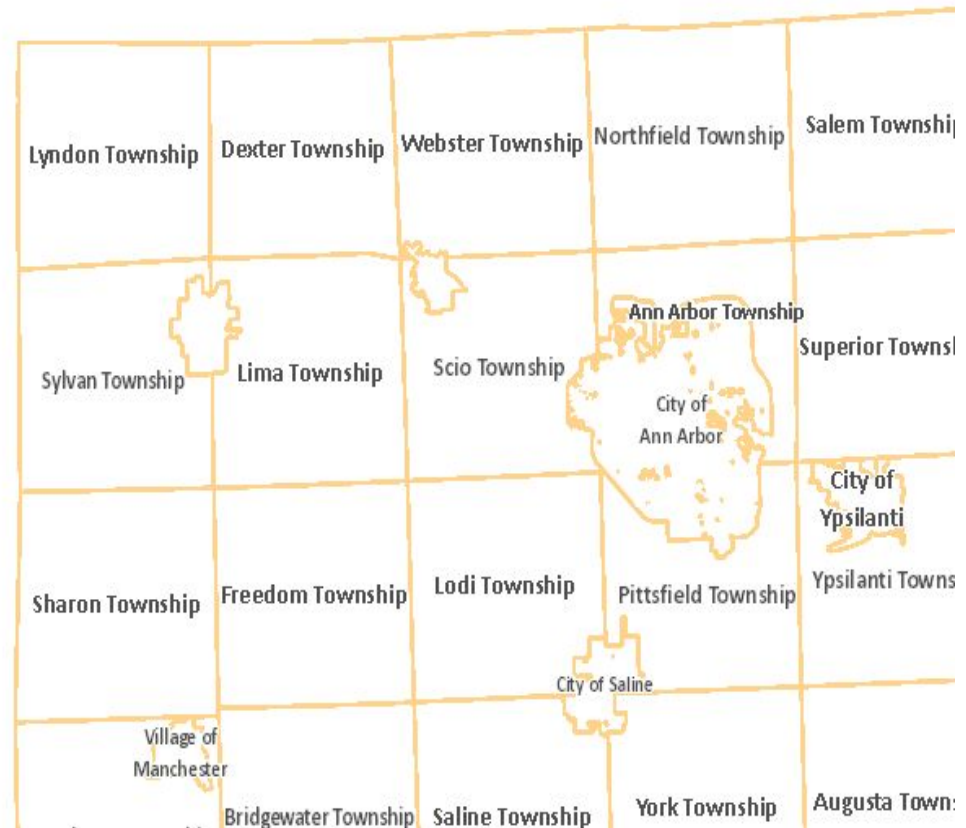 Lyndon Township
Dexter Township
Webster Township
Northfield Township
Salem Township
Sylvan Township
Lima Township
Scio Township
Ann Arbor Township
City of
Ann Arbor
Superior Townsh
City of
Ypsilanti
Sharon Township
Freedom Township
Lodi Township
Pittsfield Township
Ypsilanti Towns
City of Saline
Village of
Manchester
Bridgewater Township
Saline Township
York Township
Augusta Towns